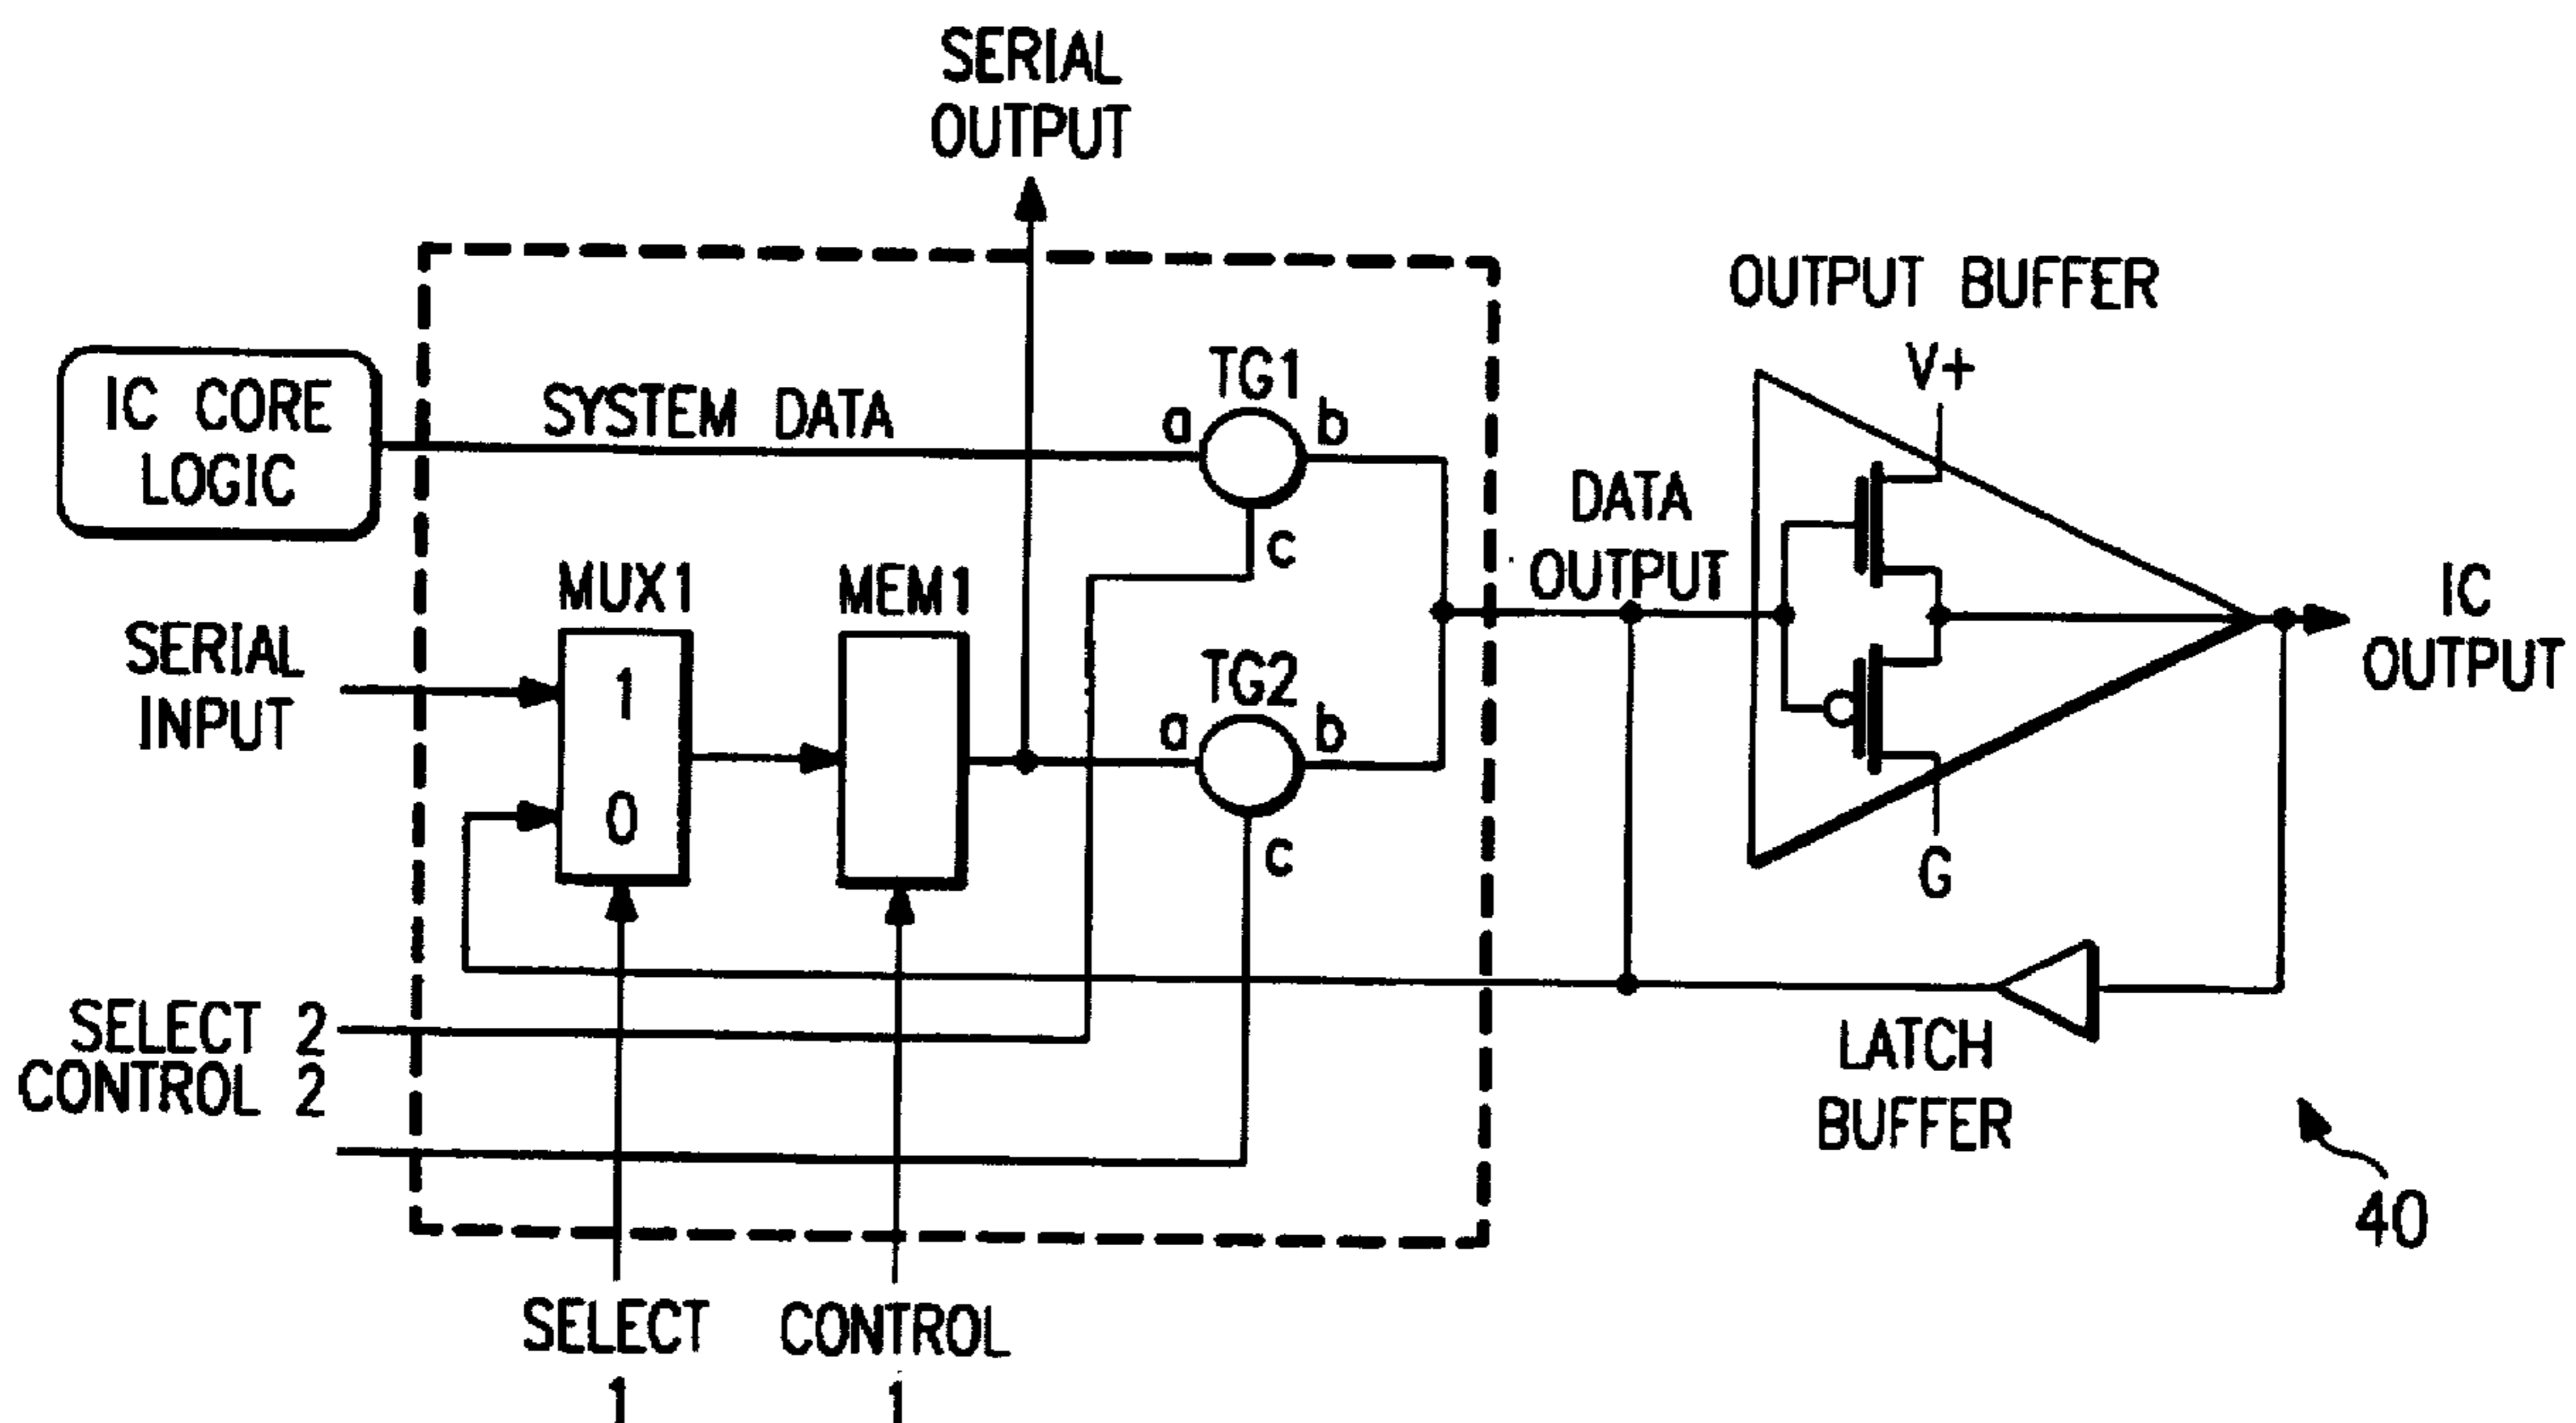 SERIAL
OUTPUT
OUTPUT BUFFER
V+
IC CORE
LOGIC
SYSTEM DATA
TG1
a
b
c
DATA
OUTPUT
IC
OUTPUT
MUX1
MEM1
SERIAL
INPUT
1
0
TG2
a
b
c
G
SELECT 2
CONTROL 2
LATCH
BUFFER
40
SELECT
1
CONTROL
1